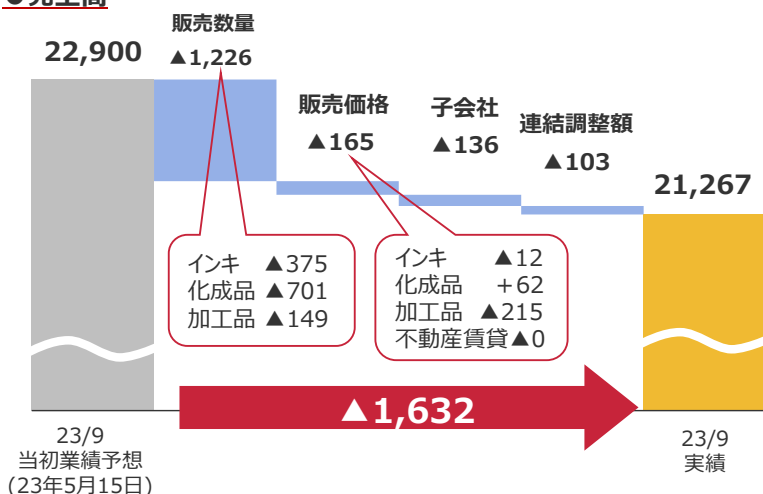 ●売上高
22,900
販売数量
▲1,226
販売価格
▲165
子会社
▲136
連結調整額
▲103
21,267
インキ ▲375
化成品 ▲701
加工品 ▲149
インキ ▲12
化成品 +62
加工品 ▲215
不動産賃貸▲0
▲1,632
23/9
当初業績予想
(23年5月15日)
23/9
実績